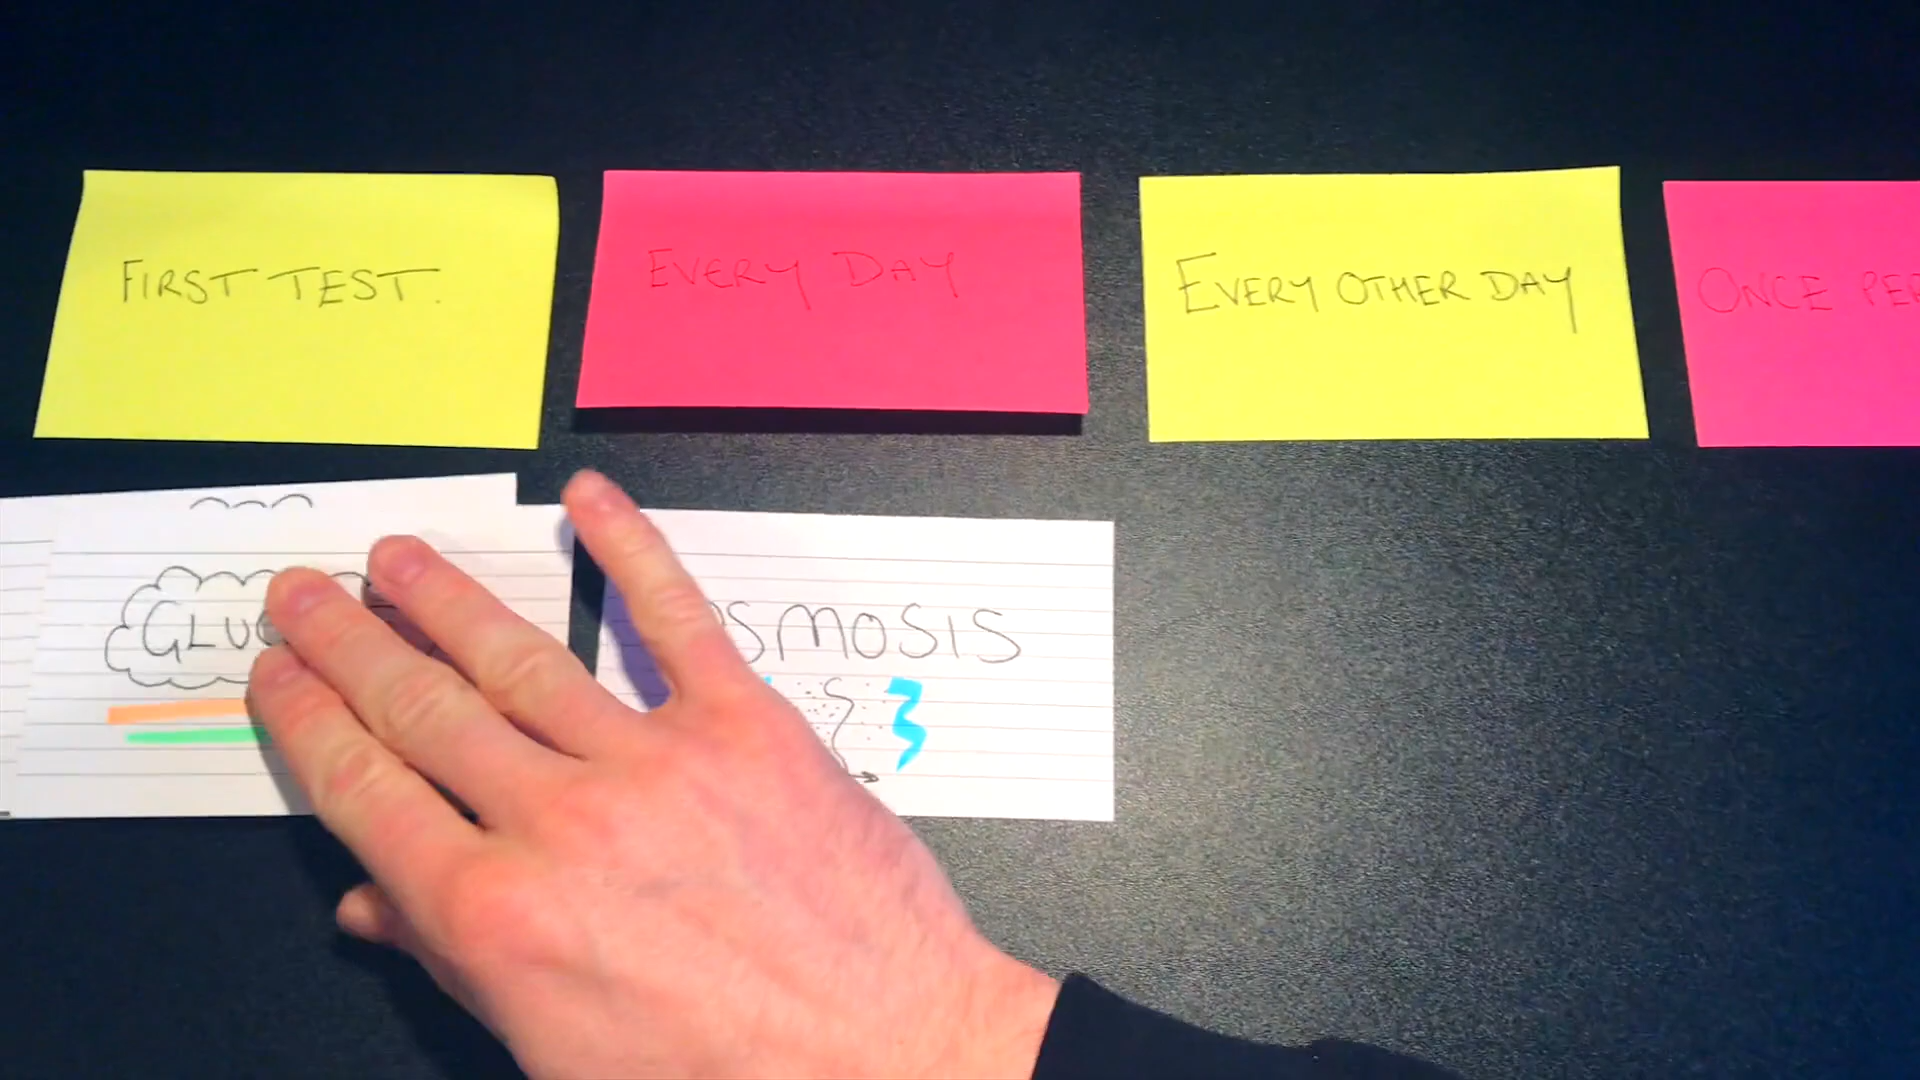 FIRST TEST.
EVERY DAY
EVERY OTHER DAY
ONCE
OSMOSIS